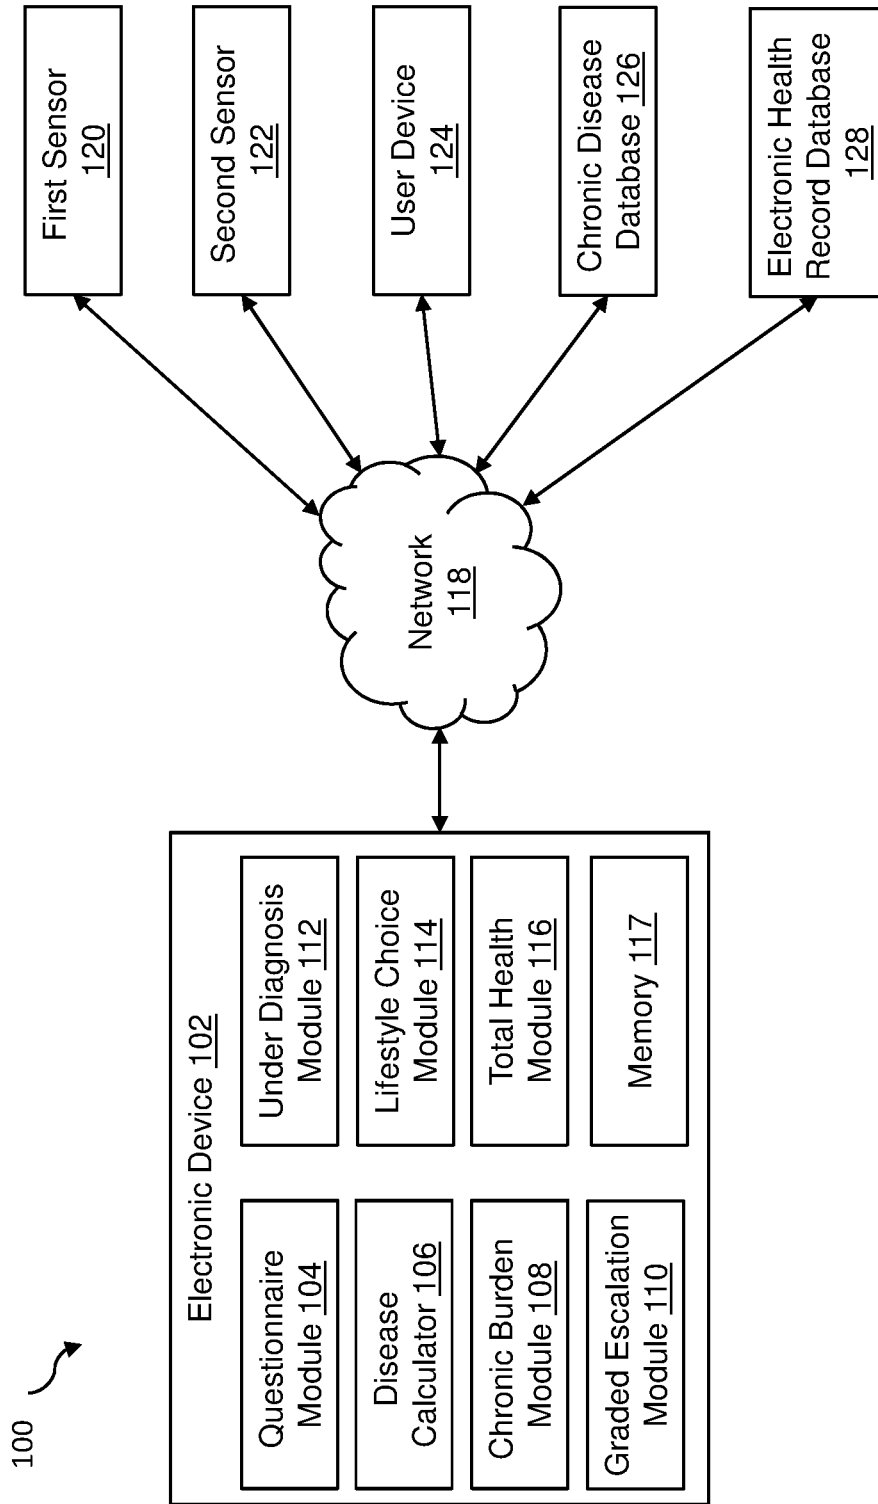 100
Electronic Device 102
Questionnaire
Module 104
Disease
Calculator 106
Chronic Burden
Module 108
Graded Escalation
Module 110
Under Diagnosis
Module 112
Lifestyle Choice
Module 114
Total Health
Module 116
Memory 117
Network
118
First Sensor
120
Second Sensor
122
User Device
124
Chronic Disease
Database 126
Electronic Health
Record Database
128